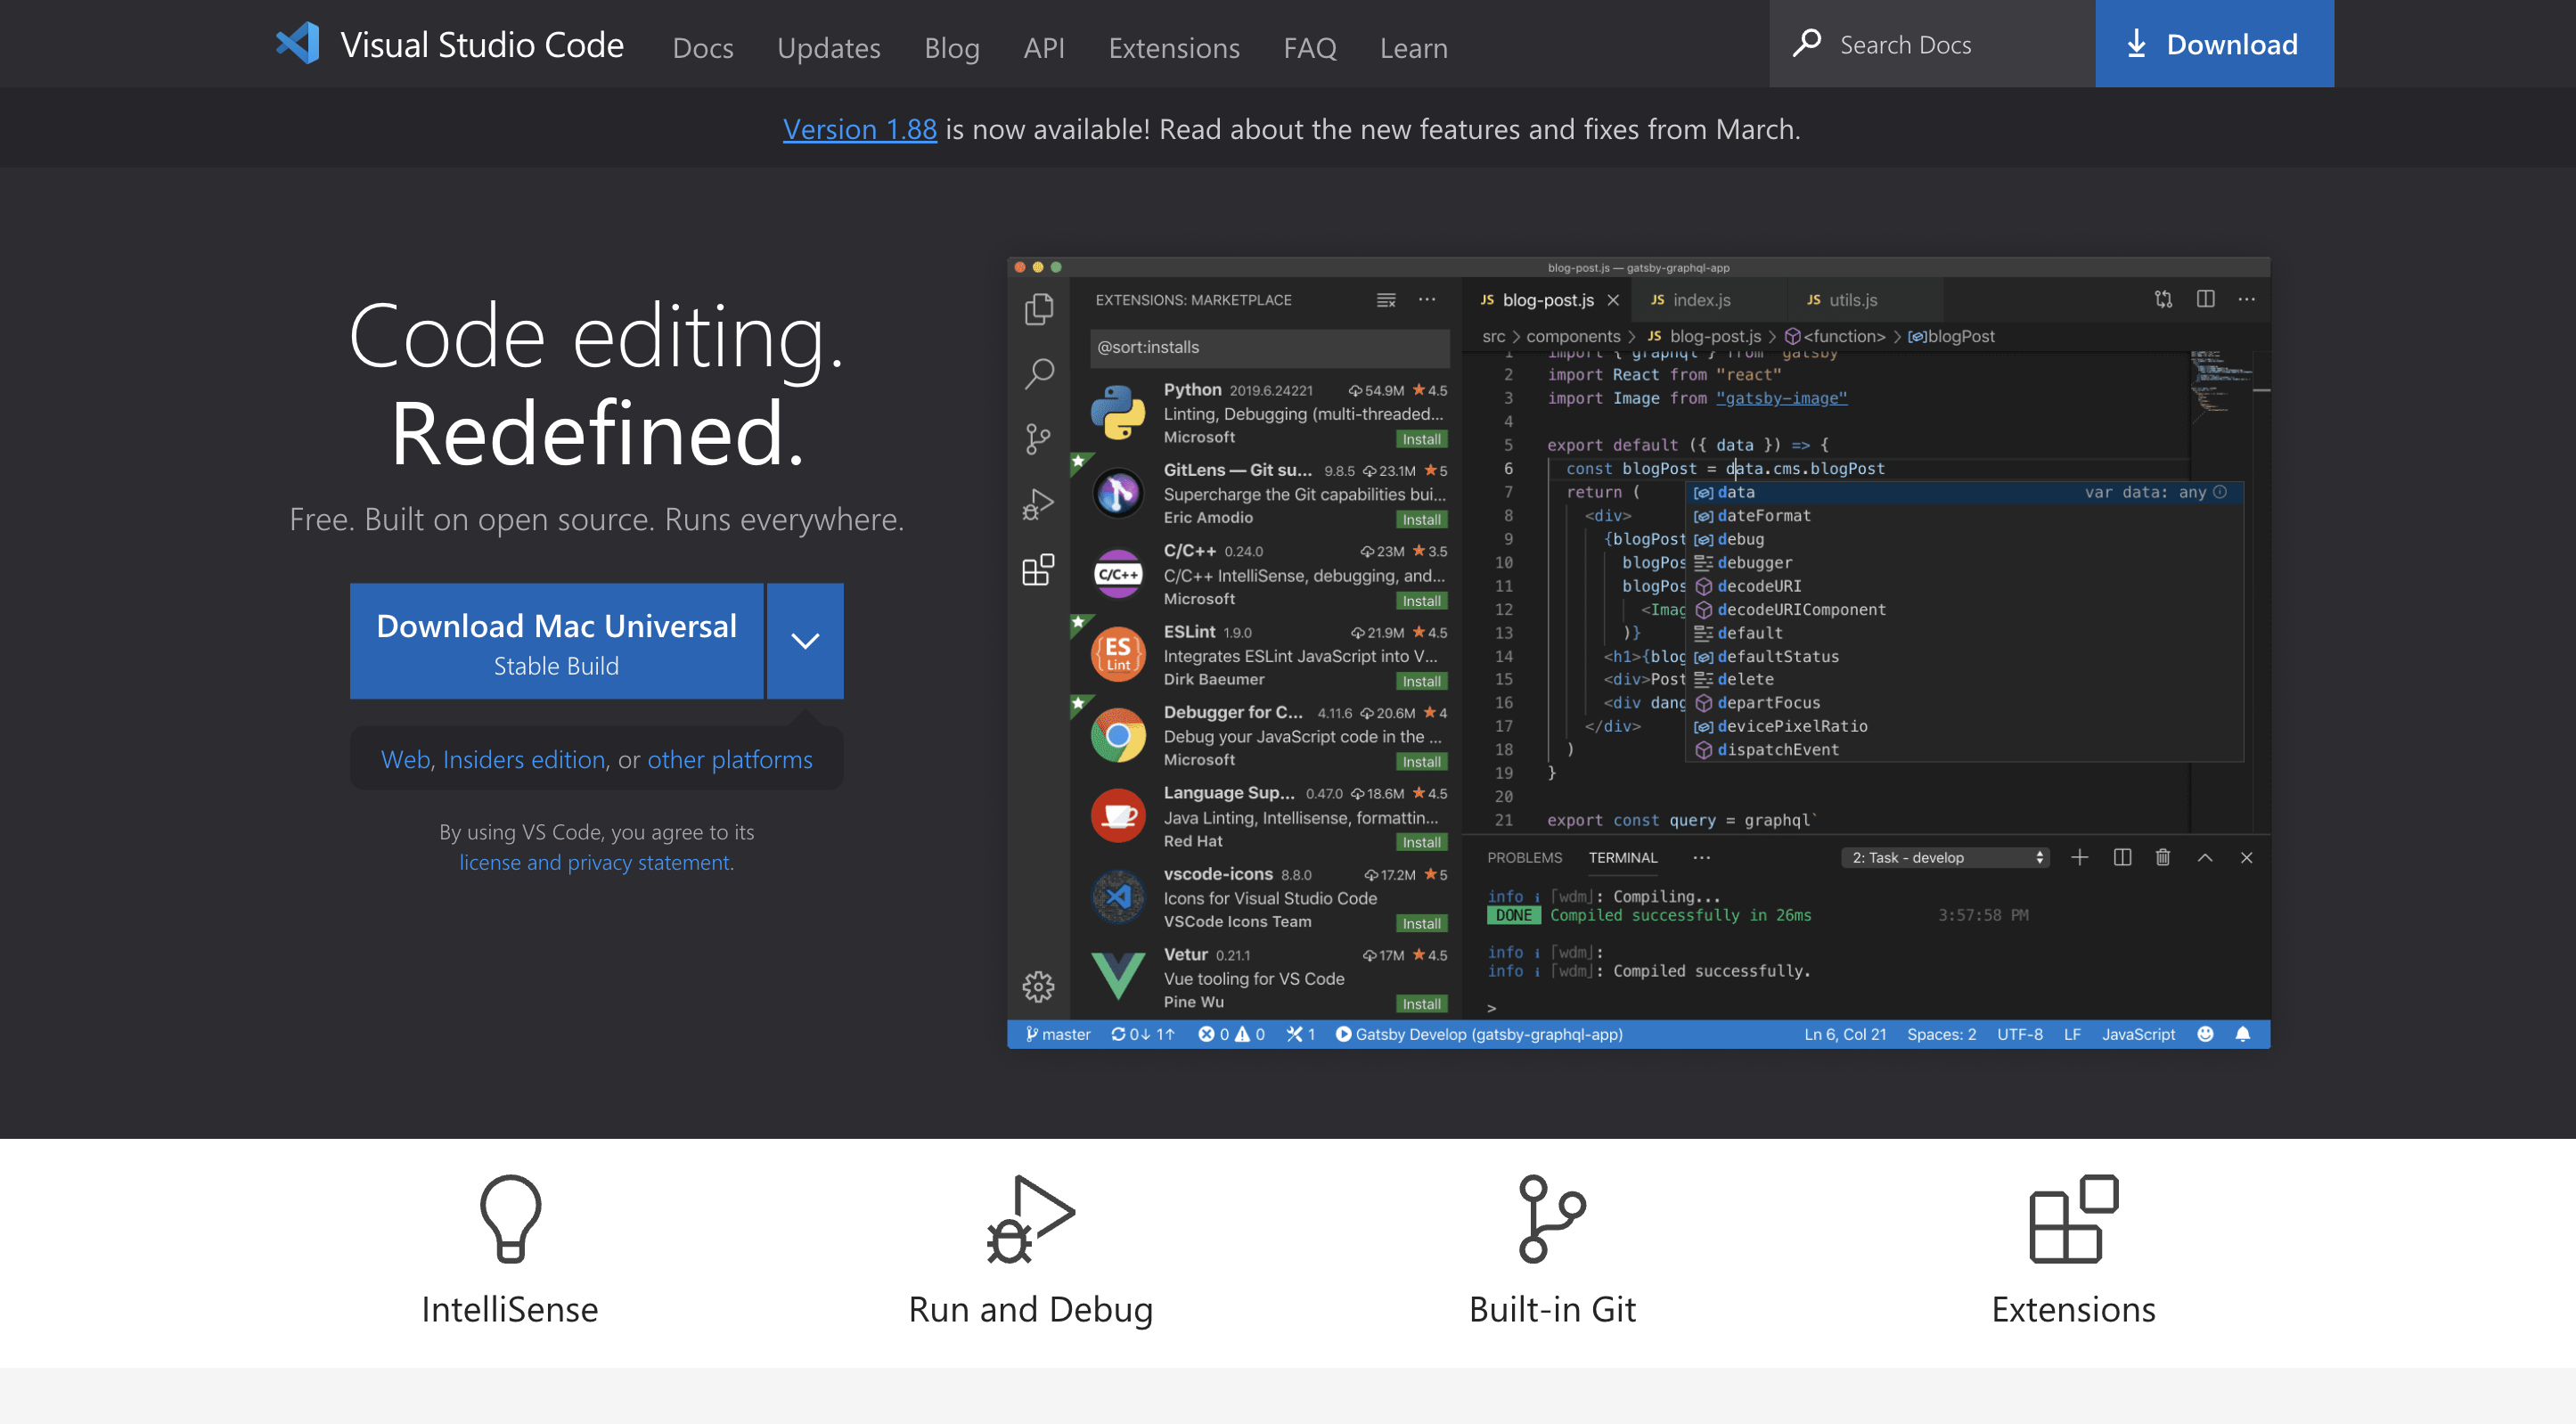 Visual Studio Code Docs Updates Blog API Extensions FAQ Learn Search Docs Download
Version 1.88 is now available! Read about the new features and fixes from March.
Code editing.
Redefined.
Free. Built on open source. Runs everywhere.
Download Mac Universal
Stable Build
Web, Insiders edition, or other platforms
By using VS Code, you agree to its
license and privacy statement.
blog-post.js — gatsby-graphql-app
EXTENSIONS: MARKETPLACE
@sort:installs
Python 2019.6.24221 54.9M 4.5
Linting, Debugging (multi-threaded...
Microsoft Install
GitLens — Git su... 9.8.5 23.1M 5
Supercharge the Git capabilities bui...
Eric Amodio Install
C/C++
C/C++ 0.24.0 23M 3.5
C/C++ IntelliSense, debugging, and...
Microsoft Install
ES
Lint
ESLint 1.9.0 21.9M 4.5
Integrates ESLint JavaScript into V...
Dirk Baeumer Install
Debugger for C... 4.11.6 20.6M 4
Debug your JavaScript code in the ...
Microsoft Install
Language Sup... 0.47.0 18.6M 4.5
Java Linting, Intellisense, formattin...
Red Hat Install
vscode-icons 8.8.0 17.2M 5
Icons for Visual Studio Code
VSCode Icons Team Install
Vetur 0.21.1 17M 4.5
Vue tooling for VS Code
Pine Wu Install
JS blog-post.js JS index.js JS utils.js
src > components > JS blog-post.js > <function> > blogPost
1 import { graphql } from "gatsby"
2 import React from "react"
3 import Image from "gatsby-image"
4
5 export default ({ data }) => {
6 const blogPost = data.cms.blogPost
7 return (
8 <div>
9 {blogPost
10 blogPos
11 blogPos
12 <Imag
13 )}
14 <h1>{blog
15 <div>Post
16 <div dang
17 </div>
18 )
19 }
20
21 export const query = graphql`
data var data: any
dateFormat
debug
debugger
decodeURI
decodeURIComponent
default
defaultStatus
delete
departFocus
devicePixelRatio
dispatchEvent
PROBLEMS TERMINAL ... 2: Task - develop
info i ｢wdm｣: Compiling...
DONE Compiled successfully in 26ms 3:57:58 PM
info i ｢wdm｣:
info i ｢wdm｣: Compiled successfully.
>
master 0↓ 1↑ 0 0 1 Gatsby Develop (gatsby-graphql-app) Ln 6, Col 21 Spaces: 2 UTF-8 LF JavaScript
IntelliSense Run and Debug Built-in Git Extensions